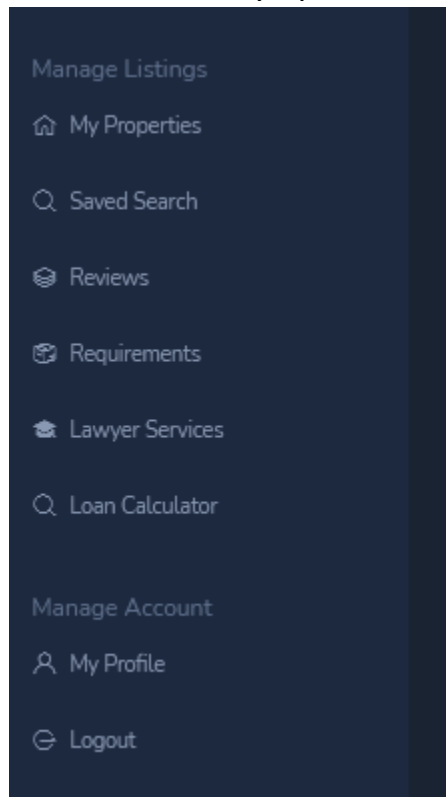 Manage Listings
My Properties
Saved Search
Reviews
Requirements
Lawyer Services
Loan Calculator
Manage Account
My Profile
Logout